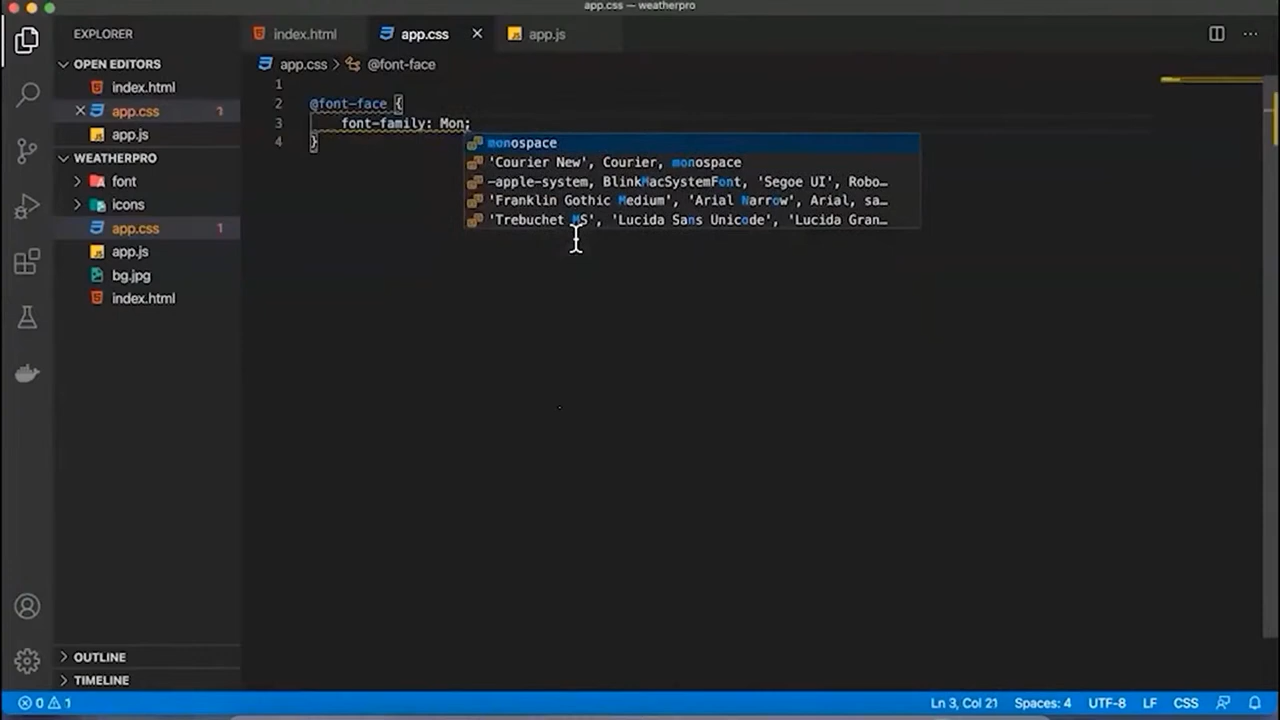 app.css — weatherpro
EXPLORER
index.html
app.css
app.js
OPEN EDITORS
app.css > @font-face
index.html
app.css 1
app.js
WEATHERPRO
font
icons
app.css 1
app.js
bg.jpg
index.html
1
2 @font-face {
3 font-family: Mon;
4 }
monospace
'Courier New', Courier, monospace
-apple-system, BlinkMacSystemFont, 'Segoe UI', Robo…
'Franklin Gothic Medium', 'Arial Narrow', Arial, sa…
'Trebuchet MS', 'Lucida Sans Unicode', 'Lucida Gran…
OUTLINE
TIMELINE
0 1
Ln 3, Col 21
Spaces: 4
UTF-8
LF
CSS